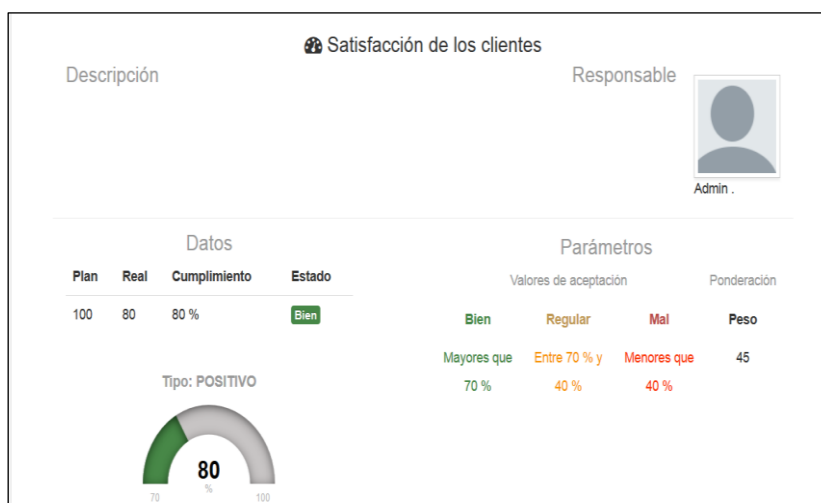 Satisfacción de los clientes
Descripción
Responsable
Admin .
Datos
Plan Real Cumplimiento Estado
100 80 80 % Bien
Tipo: POSITIVO
80
%
70 100
Parámetros
Valores de aceptación Ponderación
Bien Regular Mal Peso
Mayores que Entre 70 % y Menores que 45
70 % 40 % 40 %